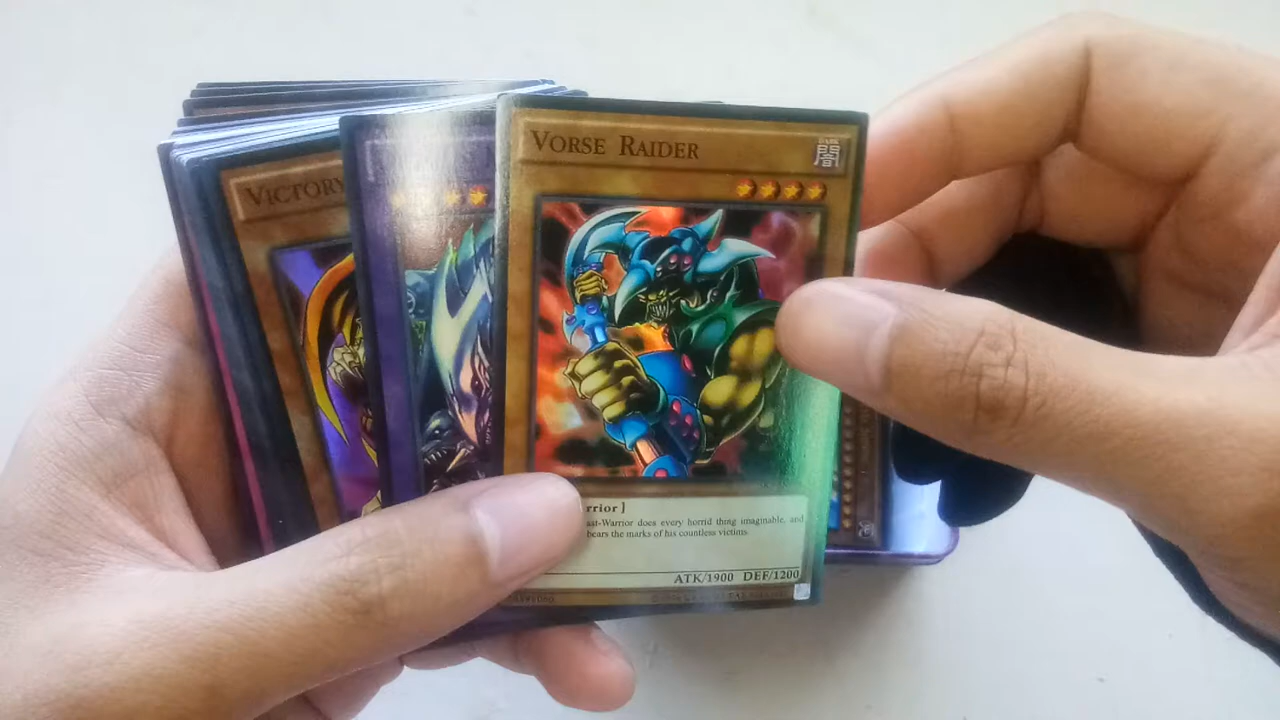 VICTORY
VORSE RAIDER
DARK
闇
rrior ]
ast-Warrior does every horrid thing imaginable, and
bears the marks of his countless victims.
ATK/1900 DEF/1200